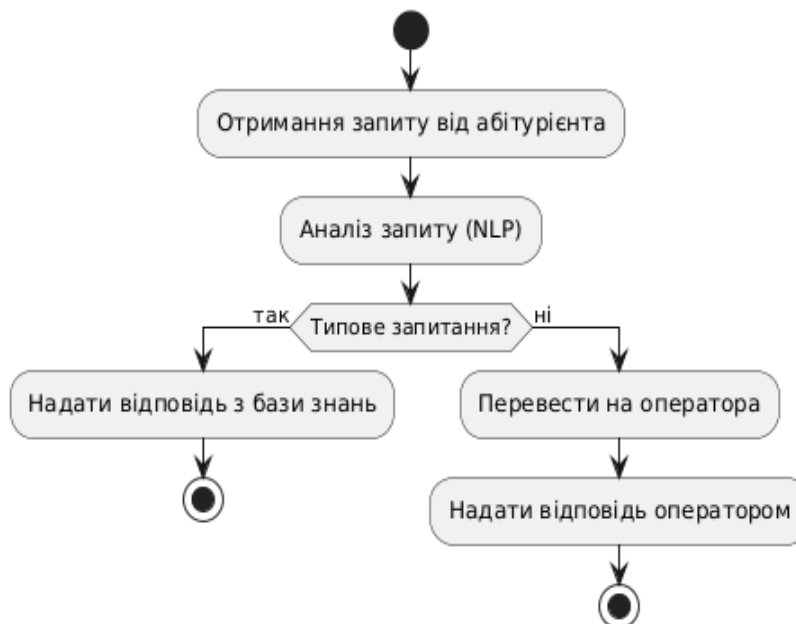 Отримання запиту від абітурієнта
Аналіз запиту (NLP)
так
Типове запитання?
ні
Надати відповідь з бази знань
Перевести на оператора
Надати відповідь оператором